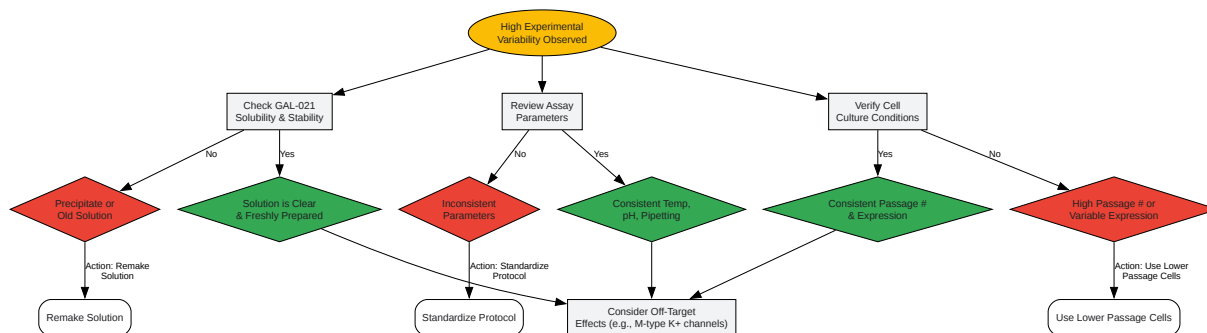 High Experimental
Variability Observed
Check GAL-021
Solubility & Stability
Review Assay
Parameters
Verify Cell
Culture Conditions
No
Yes
No
Yes
Yes
No
Precipitate or
Old Solution
Solution is Clear
& Freshly Prepared
Inconsistent
Parameters
Consistent Temp,
pH, Pipetting
Consistent Passage #
& Expression
High Passage # or
Variable Expression
Action: Remake
Solution
Action: Standardize
Protocol
Action: Use Lower
Passage Cells
Remake Solution
Standardize Protocol
Consider Off-Target
Effects (e.g., M-type K+ channels)
Use Lower Passage Cells